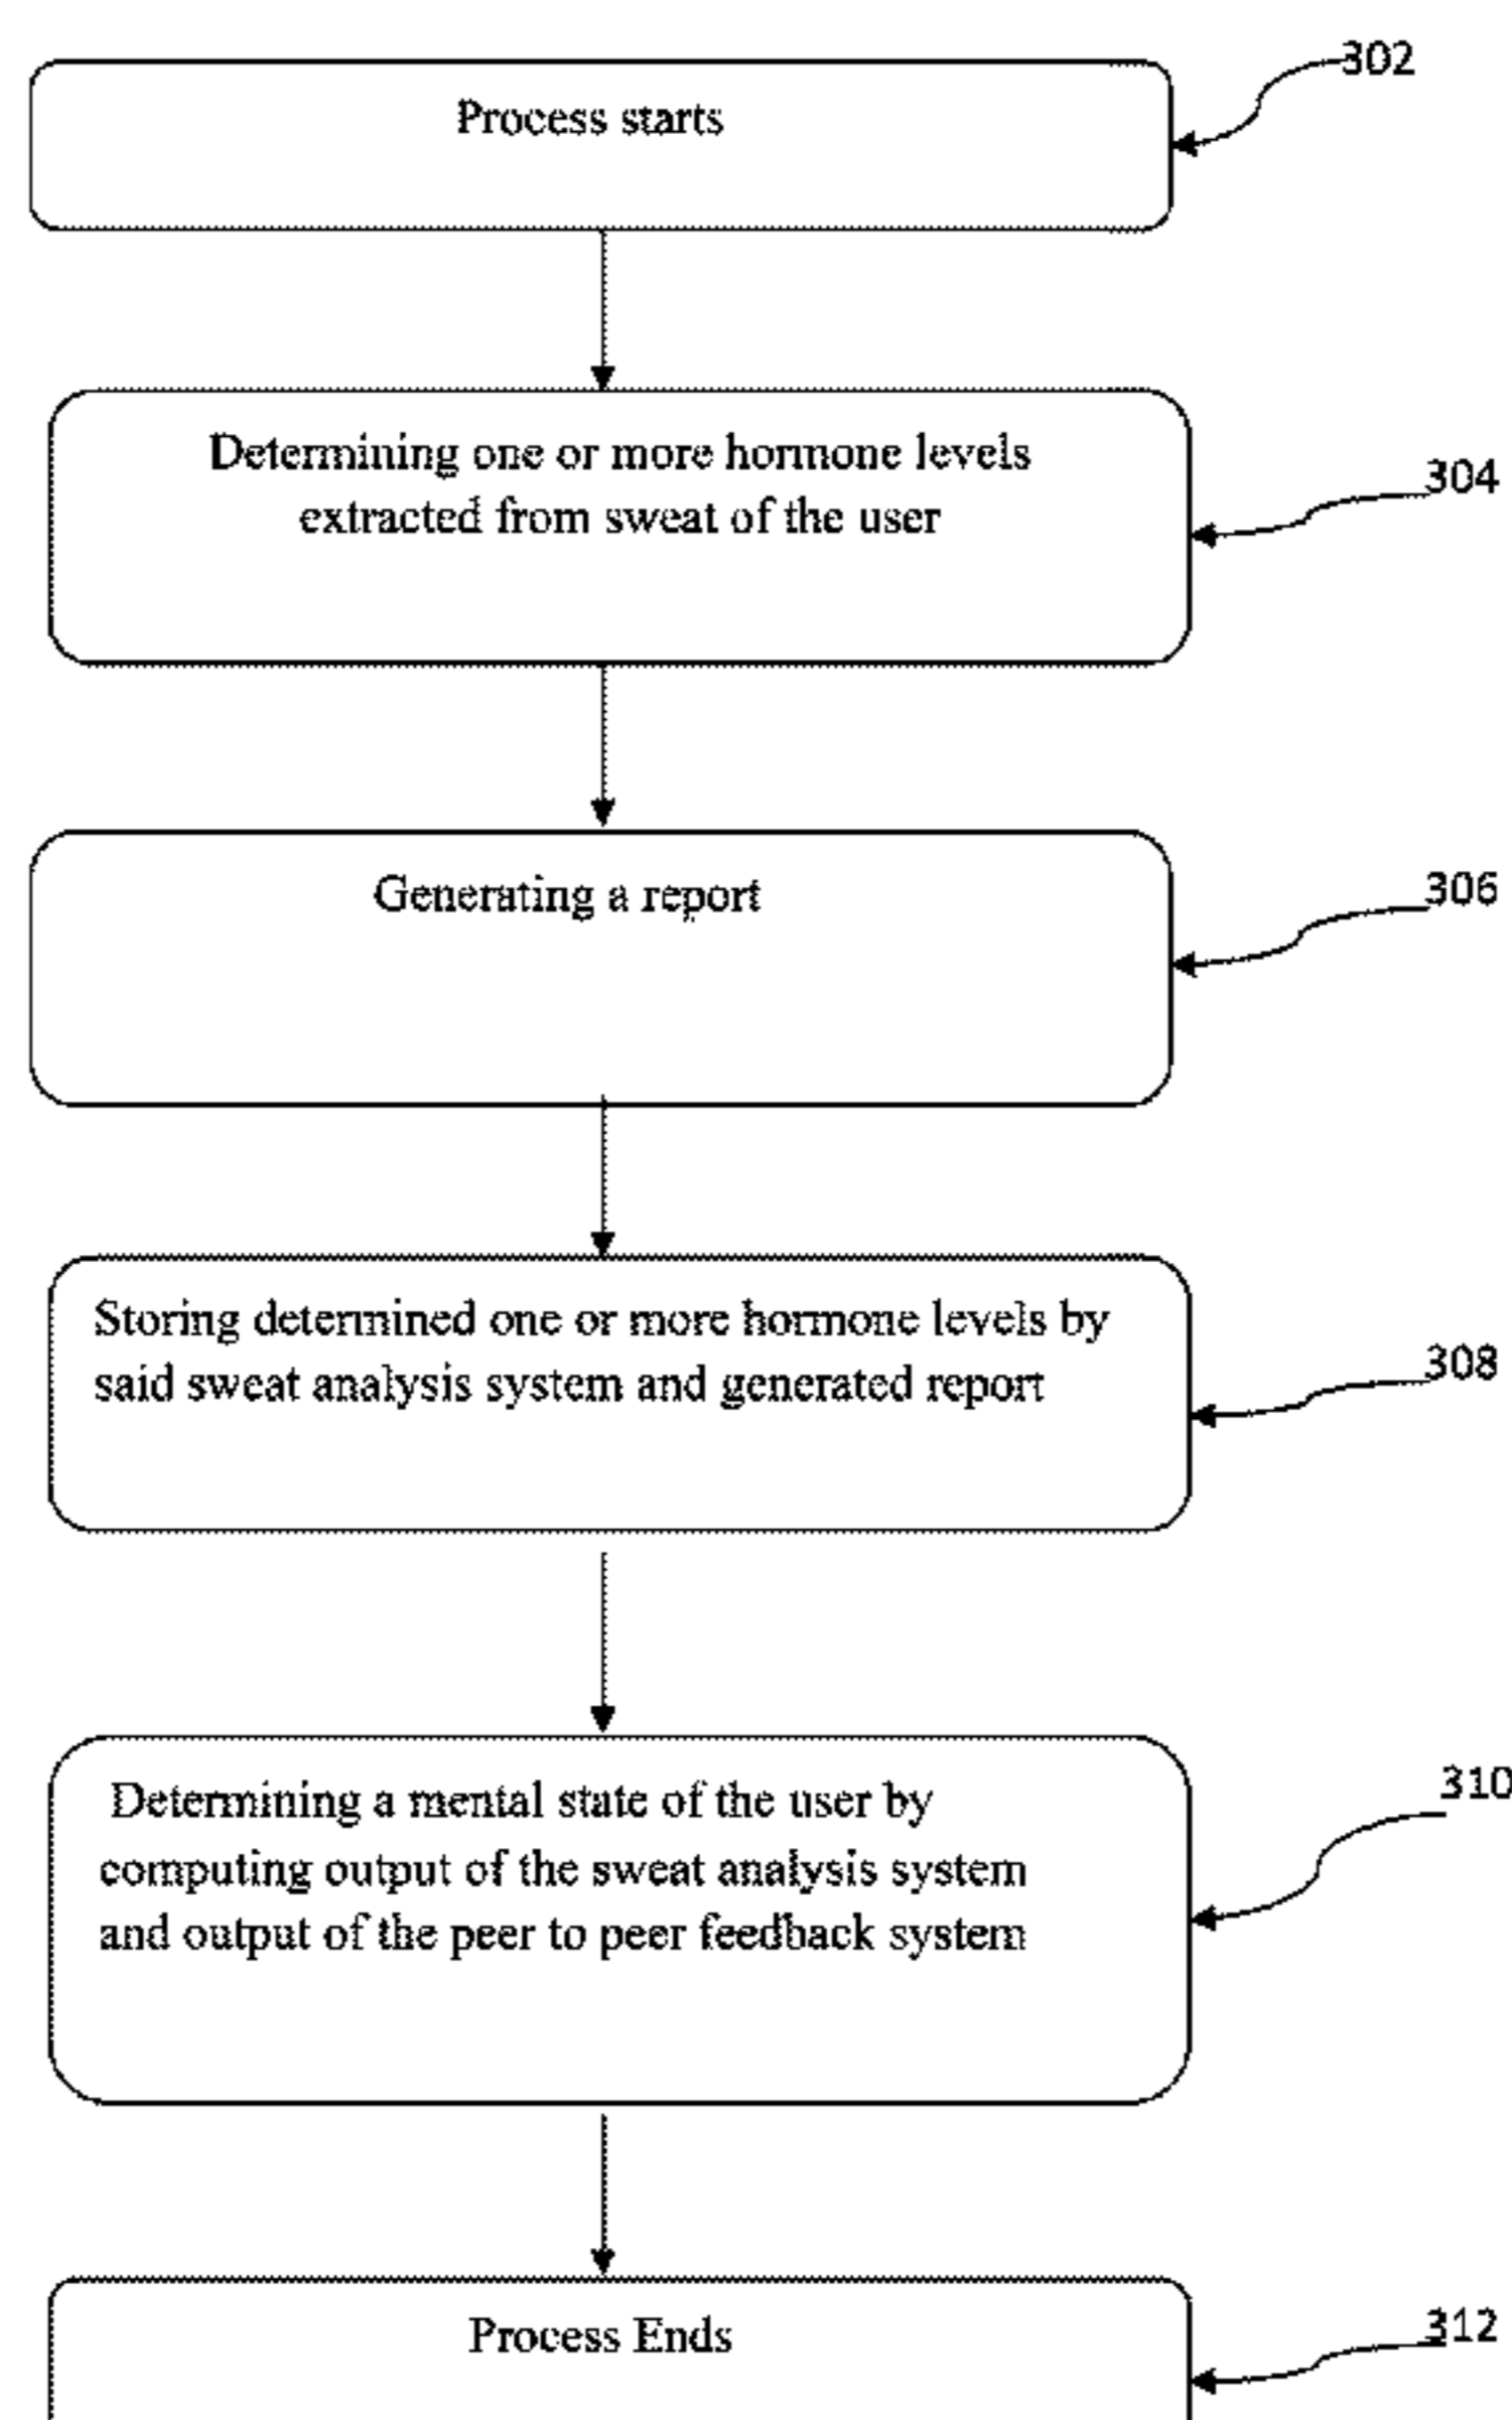 Process starts
302
Determining one or more hormone levels
extracted from sweat of the user
304
Generating a report
306
Storing determined one or more hormone levels by
said sweat analysis system and generated report
308
Determining a mental state of the user by
computing output of the sweat analysis system
and output of the peer to peer feedback system
310
Process Ends
312